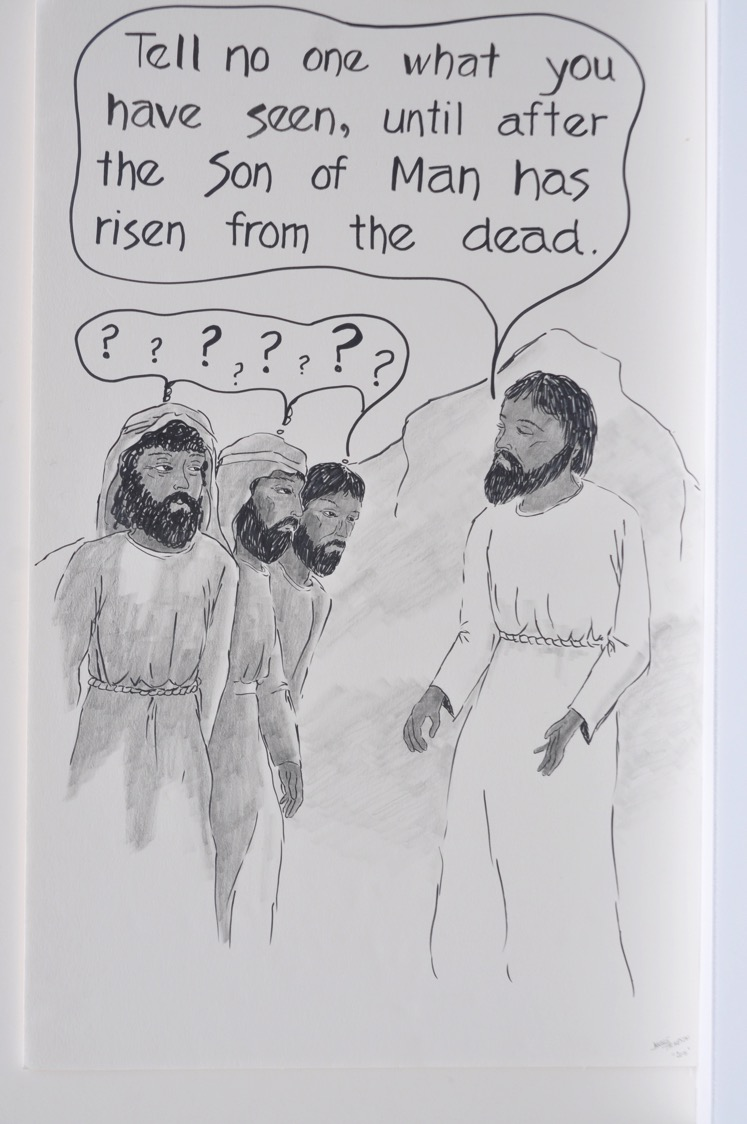 Tell no one what you
have seen, until after
the Son of Man has
risen from the dead.
? ? ? ? ? ? ? ?